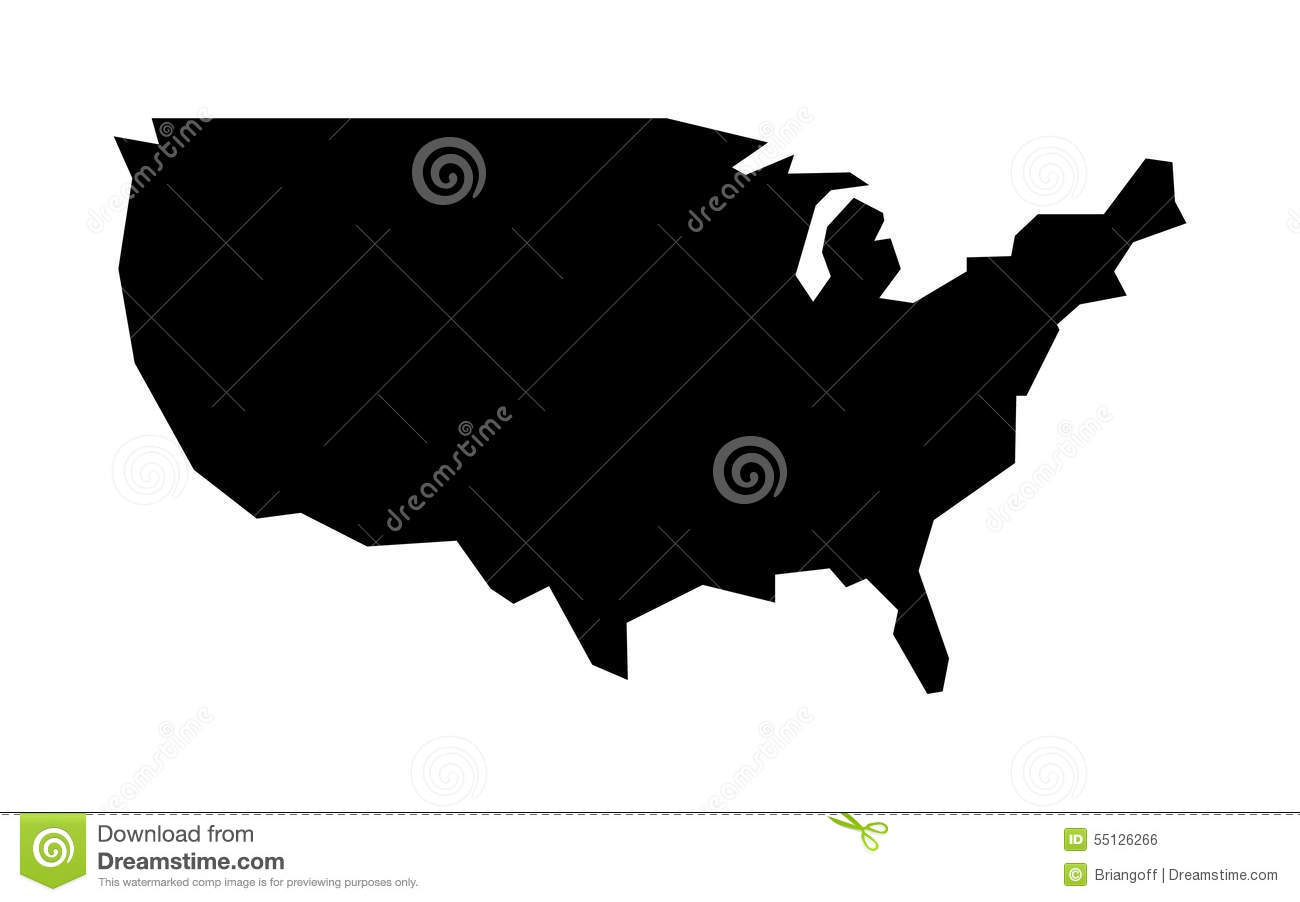 dreamstime
dreamstime
dreamstime
dreamstime
dreamstime
dreamstime
Download from
Dreamstime.com
This watermarked comp image is for previewing purposes only.
ID 55126266
© Briangoff | Dreamstime.com